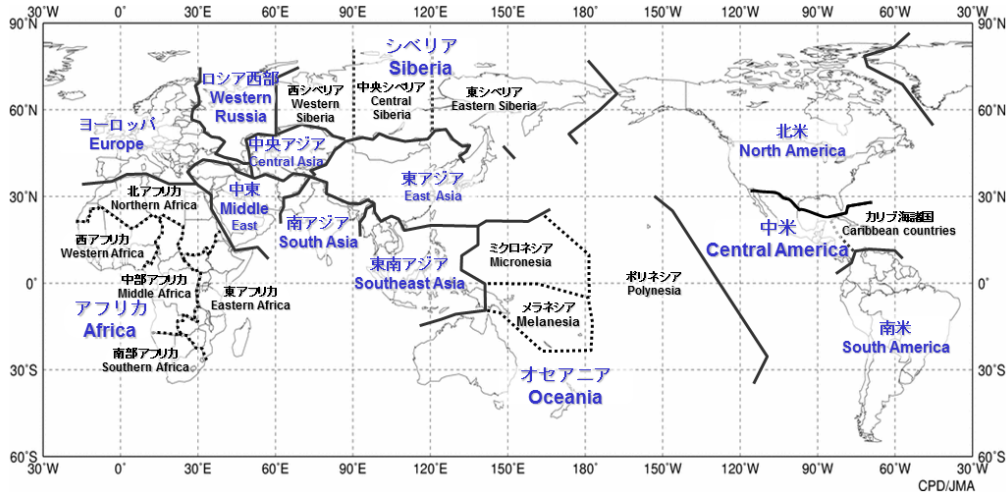 30°W 0° 30°E 60°E 90°E 120°E 150°E 180° 150°W 120°W 90°W 60°W 30°W
90°N 90°N
シベリア
Siberia
ロシア西部
Western
Russia
西シベリア
Western
Siberia
中央シベリア
Central
Siberia
東シベリア
Eastern Siberia
60°N 60°N
ヨーロッパ
Europe
中央アジア
Central Asia
北米
North America
東アジア
East Asia
30°N 30°N
北アフリカ
Northern Africa
中東
Middle
East
南アジア
South Asia
カリブ海諸国
Caribbean countries
中米
Central America
西アフリカ
Western Africa
ミクロネシア
Micronesia
東南アジア
Southeast Asia
ポリネシア
Polynesia
0° 0°
中部アフリカ
Middle Africa
東アフリカ
Eastern Africa
アフリカ
Africa
メラネシア
Melanesia
南米
South America
南部アフリカ
Southern Africa
30°S 30°S
オセアニア
Oceania
60°S 60°S
30°W 0° 30°E 60°E 90°E 120°E 150°E 180° 150°W 120°W 90°W 60°W 30°W
CPD/JMA